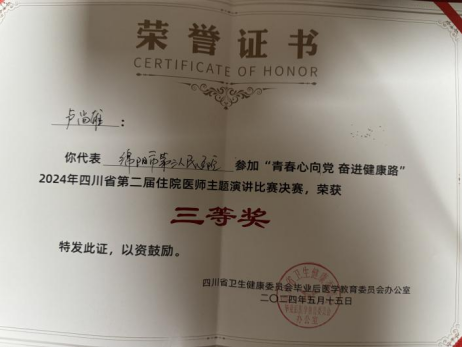 荣誉证书
CERTIFICATE OF HONOR
卢尚雄：
你代表 绵阳市第三人民医院 参加“青春心向党 奋进健康路”
2024年四川省第二届住院医师主题演讲比赛决赛，荣获
三等奖
特发此证，以资鼓励。
四川省卫生健康委员会毕业后医学教育委员会办公室
二〇二四年五月十五日